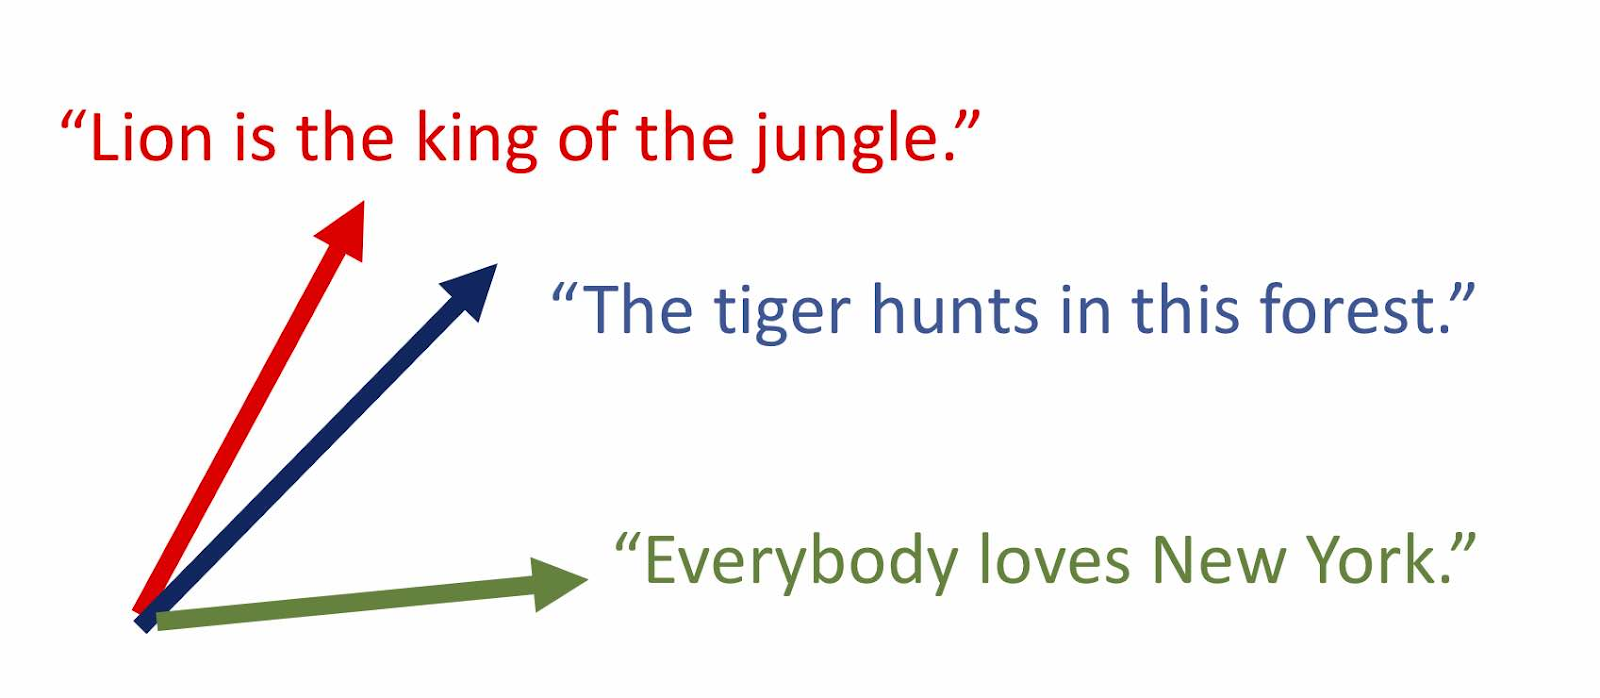 “Lion is the king of the jungle.”
“The tiger hunts in this forest.”
“Everybody loves New York.”